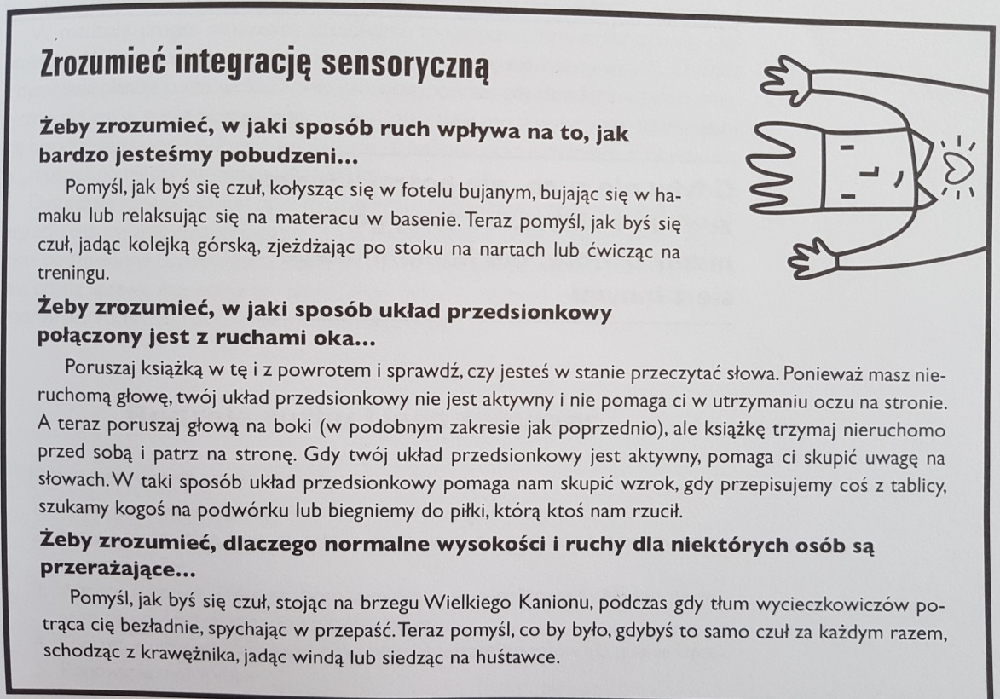 Zrozumieć integrację sensoryczną
Żeby zrozumieć, w jaki sposób ruch wpływa na to, jak
bardzo jesteśmy pobudzeni...
Pomyśl, jak byś się czuł, kołysząc się w fotelu bujanym, bujając się w ha-
maku lub relaksując się na materacu w basenie. Teraz pomyśl, jak byś się
czuł, jadąc kolejką górską, zjeżdżając po stoku na nartach lub ćwicząc na
treningu.
Żeby zrozumieć, w jaki sposób układ przedsionkowy
połączony jest z ruchami oka...
Poruszaj książką w tę i z powrotem i sprawdź, czy jesteś w stanie przeczytać słowa. Ponieważ masz nie-
ruchomą głowę, twój układ przedsionkowy nie jest aktywny i nie pomaga ci w utrzymaniu oczu na stronie.
A teraz poruszaj głową na boki (w podobnym zakresie jak poprzednio), ale książkę trzymaj nieruchomo
przed sobą i patrz na stronę. Gdy twój układ przedsionkowy jest aktywny, pomaga ci skupić uwagę na
słowach. W taki sposób układ przedsionkowy pomaga nam skupić wzrok, gdy przepisujemy coś z tablicy,
szukamy kogoś na podwórku lub biegniemy do piłki, którą ktoś nam rzucił.
Żeby zrozumieć, dlaczego normalne wysokości i ruchy dla niektórych osób są
przerażające...
Pomyśl, jak byś się czuł, stojąc na brzegu Wielkiego Kanionu, podczas gdy tłum wycieczkowiczów po-
trąca cię bezładnie, spychając w przepaść. Teraz pomyśl, co by było, gdybyś to samo czuł za każdym razem,
schodząc z krawężnika, jadąc windą lub siedząc na huśtawce.